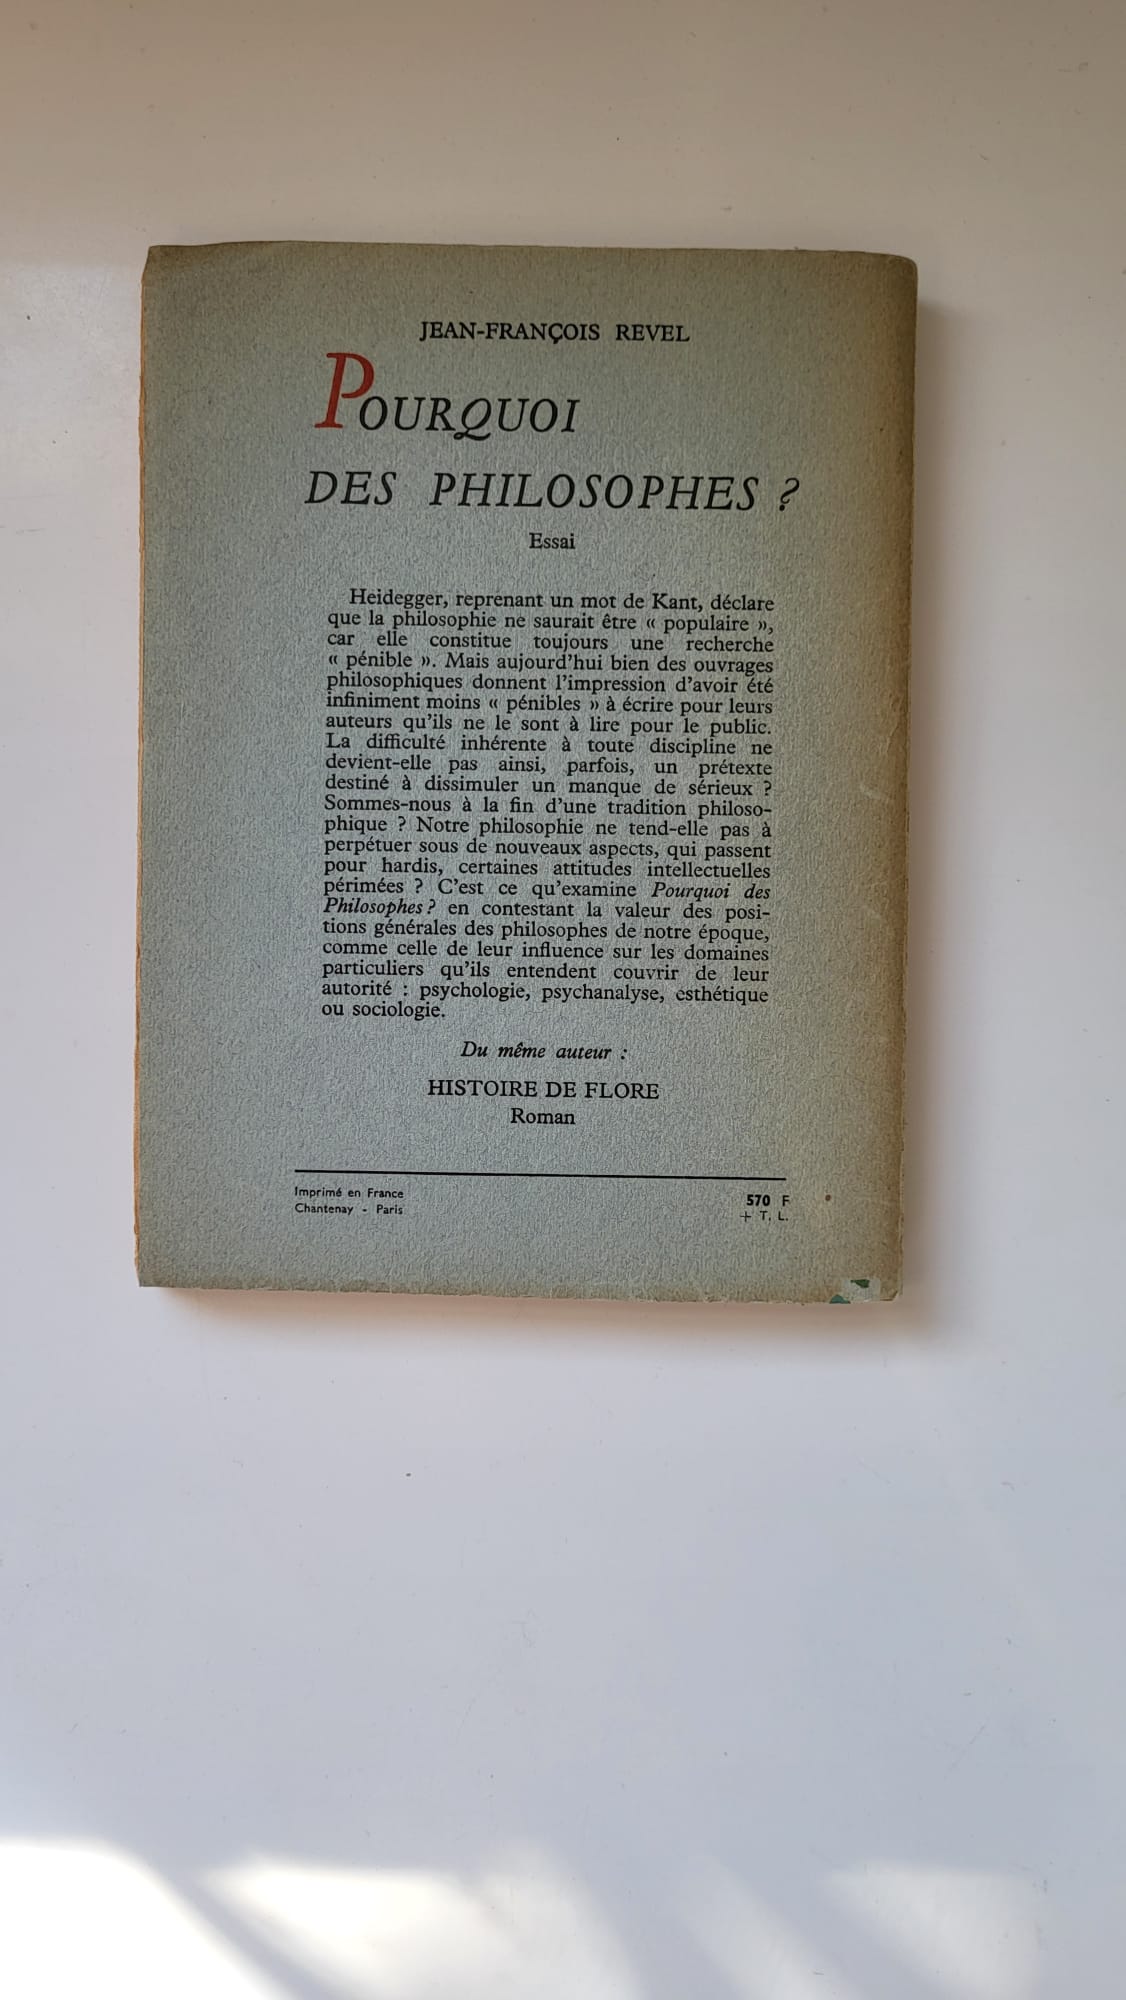 JEAN-FRANÇOIS REVEL
POURQUOI
DES PHILOSOPHES ?
Essai
Heidegger, reprenant un mot de Kant, déclare
que la philosophie ne saurait être « populaire »,
car elle constitue toujours une recherche
« pénible ». Mais aujourd'hui bien des ouvrages
philosophiques donnent l'impression d'avoir été
infiniment moins « pénibles » à écrire pour leurs
auteurs qu'ils ne le sont à lire pour le public.
La difficulté inhérente à toute discipline ne
devient-elle pas ainsi, parfois, un prétexte
destiné à dissimuler un manque de sérieux ?
Sommes-nous à la fin d'une tradition philoso-
phique ? Notre philosophie ne tend-elle pas à
perpétuer sous de nouveaux aspects, qui passent
pour hardis, certaines attitudes intellectuelles
périmées ? C'est ce qu'examine Pourquoi des
Philosophes ? en contestant la valeur des posi-
tions générales des philosophes de notre époque,
comme celle de leur influence sur les domaines
particuliers qu'ils entendent couvrir de leur
autorité : psychologie, psychanalyse, esthétique
ou sociologie.
Du même auteur :
HISTOIRE DE FLORE
Roman
Imprimé en France
Chantenay - Paris
570 F
+ T. L.